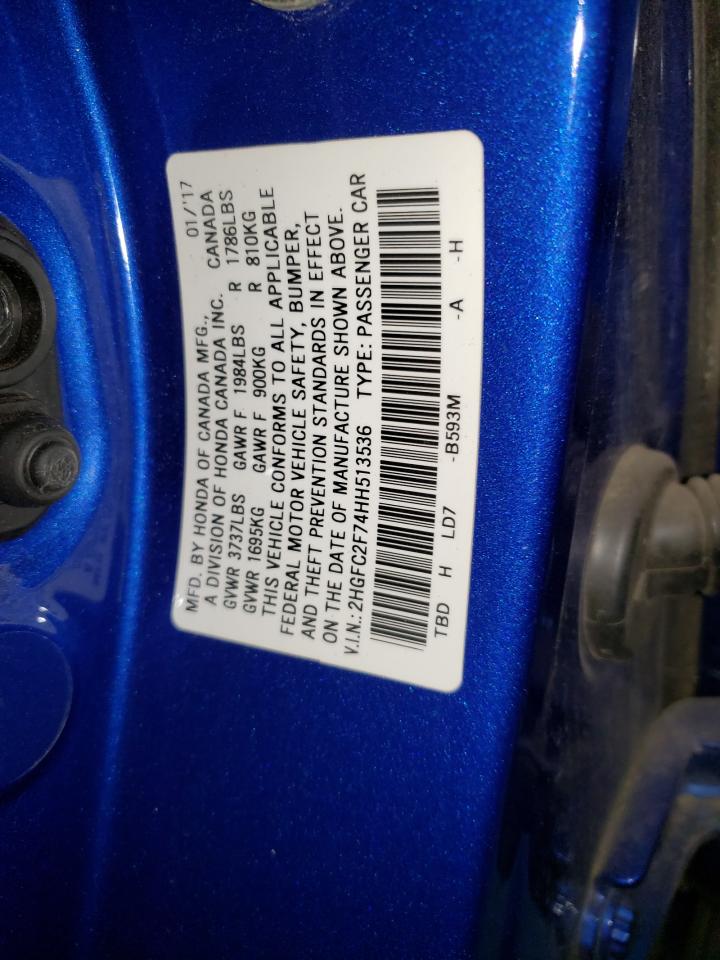 MFD. BY HONDA OF CANADA MFG., 01/'17
A DIVISION OF HONDA CANADA INC. CANADA
GVWR 3737LBS GAWR F 1984LBS R 1786LBS
GVWR 1695KG GAWR F 900KG R 810KG
THIS VEHICLE CONFORMS TO ALL APPLICABLE
FEDERAL MOTOR VEHICLE SAFETY, BUMPER,
AND THEFT PREVENTION STANDARDS IN EFFECT
ON THE DATE OF MANUFACTURE SHOWN ABOVE.
V.I.N.: 2HGFC2F74HH513536 TYPE: PASSENGER CAR
TBD H LD7 -B593M -A -H